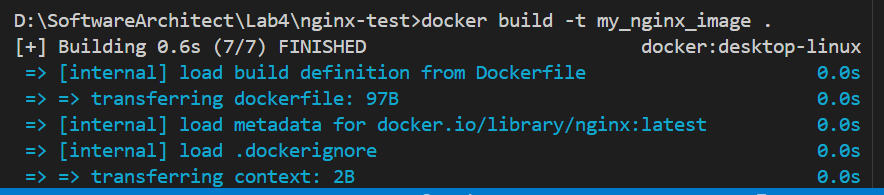 D:\SoftwareArchitect\Lab4\nginx-test>docker build -t my_nginx_image .
[+] Building 0.6s (7/7) FINISHED docker:desktop-linux
=> [internal] load build definition from Dockerfile 0.0s
=> => transferring dockerfile: 97B 0.0s
=> [internal] load metadata for docker.io/library/nginx:latest 0.0s
=> [internal] load .dockerignore 0.0s
=> => transferring context: 2B 0.0s